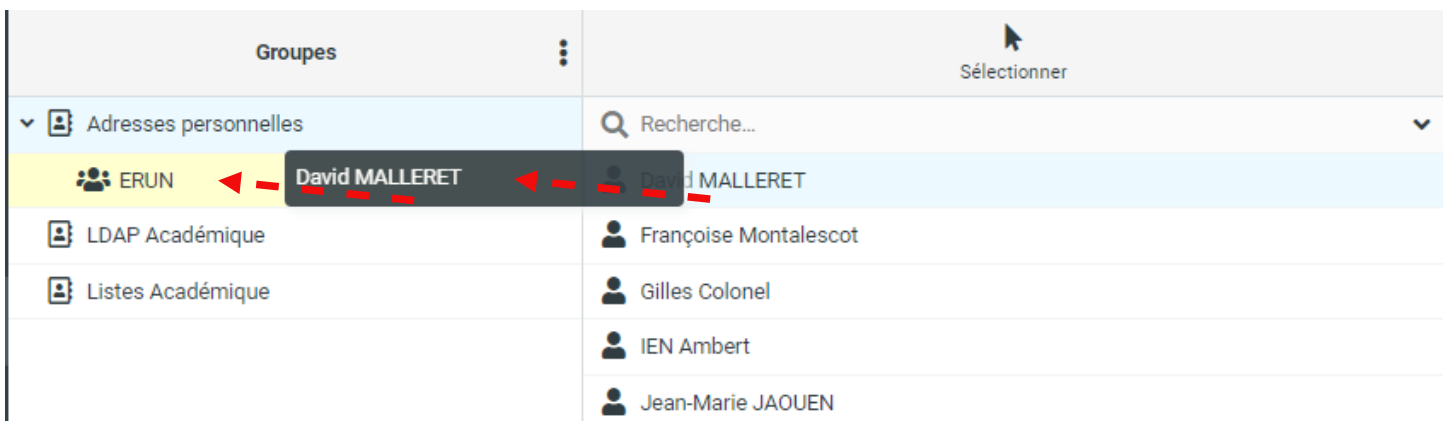 Groupes
Sélectionner
Adresses personnelles
Recherche...
ERUN
David MALLERET
David MALLERET
LDAP Académique
Françoise Montalescot
Listes Académique
Gilles Colonel
IEN Ambert
Jean-Marie JAOUEN